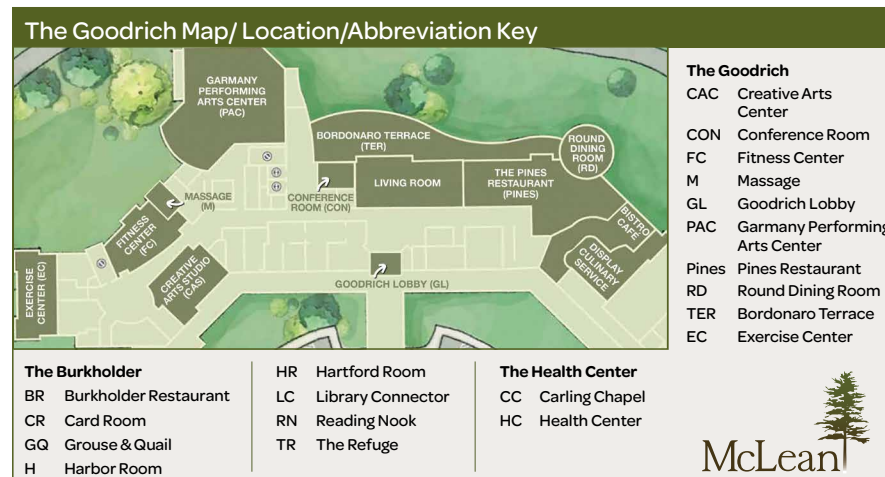 The Goodrich Map/ Location/Abbreviation Key
GARMANY
PERFORMING
ARTS CENTER
(PAC)
BORDONARO TERRACE
(TER)
ROUND
DINING
ROOM
(RD)
LIVING ROOM
THE PINES
RESTAURANT
(PINES)
MASSAGE
(M)
CONFERENCE
ROOM (CON)
FITNESS
CENTER
(FC)
BISTRO
CAFE
DISPLAY
CULINARY
SERVICE
CREATIVE
ARTS STUDIO
(CAS)
EXERCISE
CENTER (EC)
GOODRICH LOBBY (GL)
The Goodrich
CAC Creative Arts
Center
CON Conference Room
FC Fitness Center
M Massage
GL Goodrich Lobby
PAC Garmany Performing
Arts Center
Pines Pines Restaurant
RD Round Dining Room
TER Bordonaro Terrace
EC Exercise Center
The Burkholder
BR Burkholder Restaurant
CR Card Room
GQ Grouse & Quail
H Harbor Room
HR Hartford Room
LC Library Connector
RN Reading Nook
TR The Refuge
The Health Center
CC Carling Chapel
HC Health Center
McLean